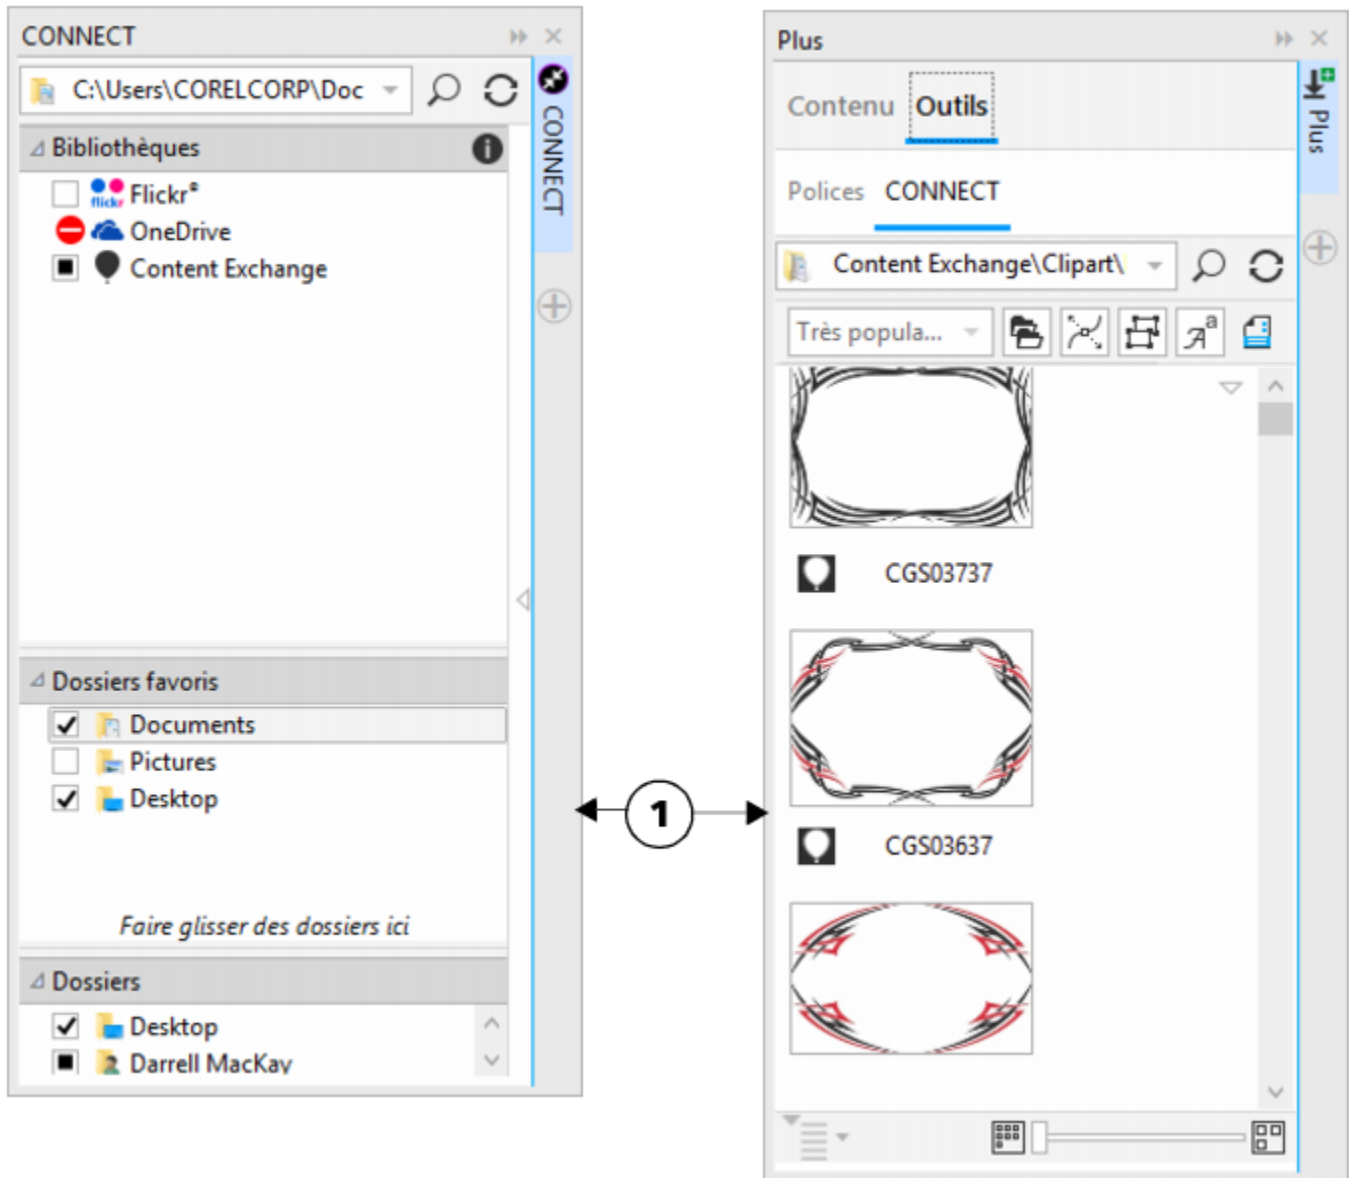 CONNECT
C:\Users\CORELCORP\Doc
CONNECT
Bibliothèques
flickr Flickr®
OneDrive
Content Exchange
Dossiers favoris
Documents
Pictures
Desktop
Faire glisser des dossiers ici
Dossiers
Desktop
Darrell MacKay
1
Plus
Plus
Contenu Outils
Polices CONNECT
Content Exchange\Clipart\
Très popula...
CGS03737
CGS03637